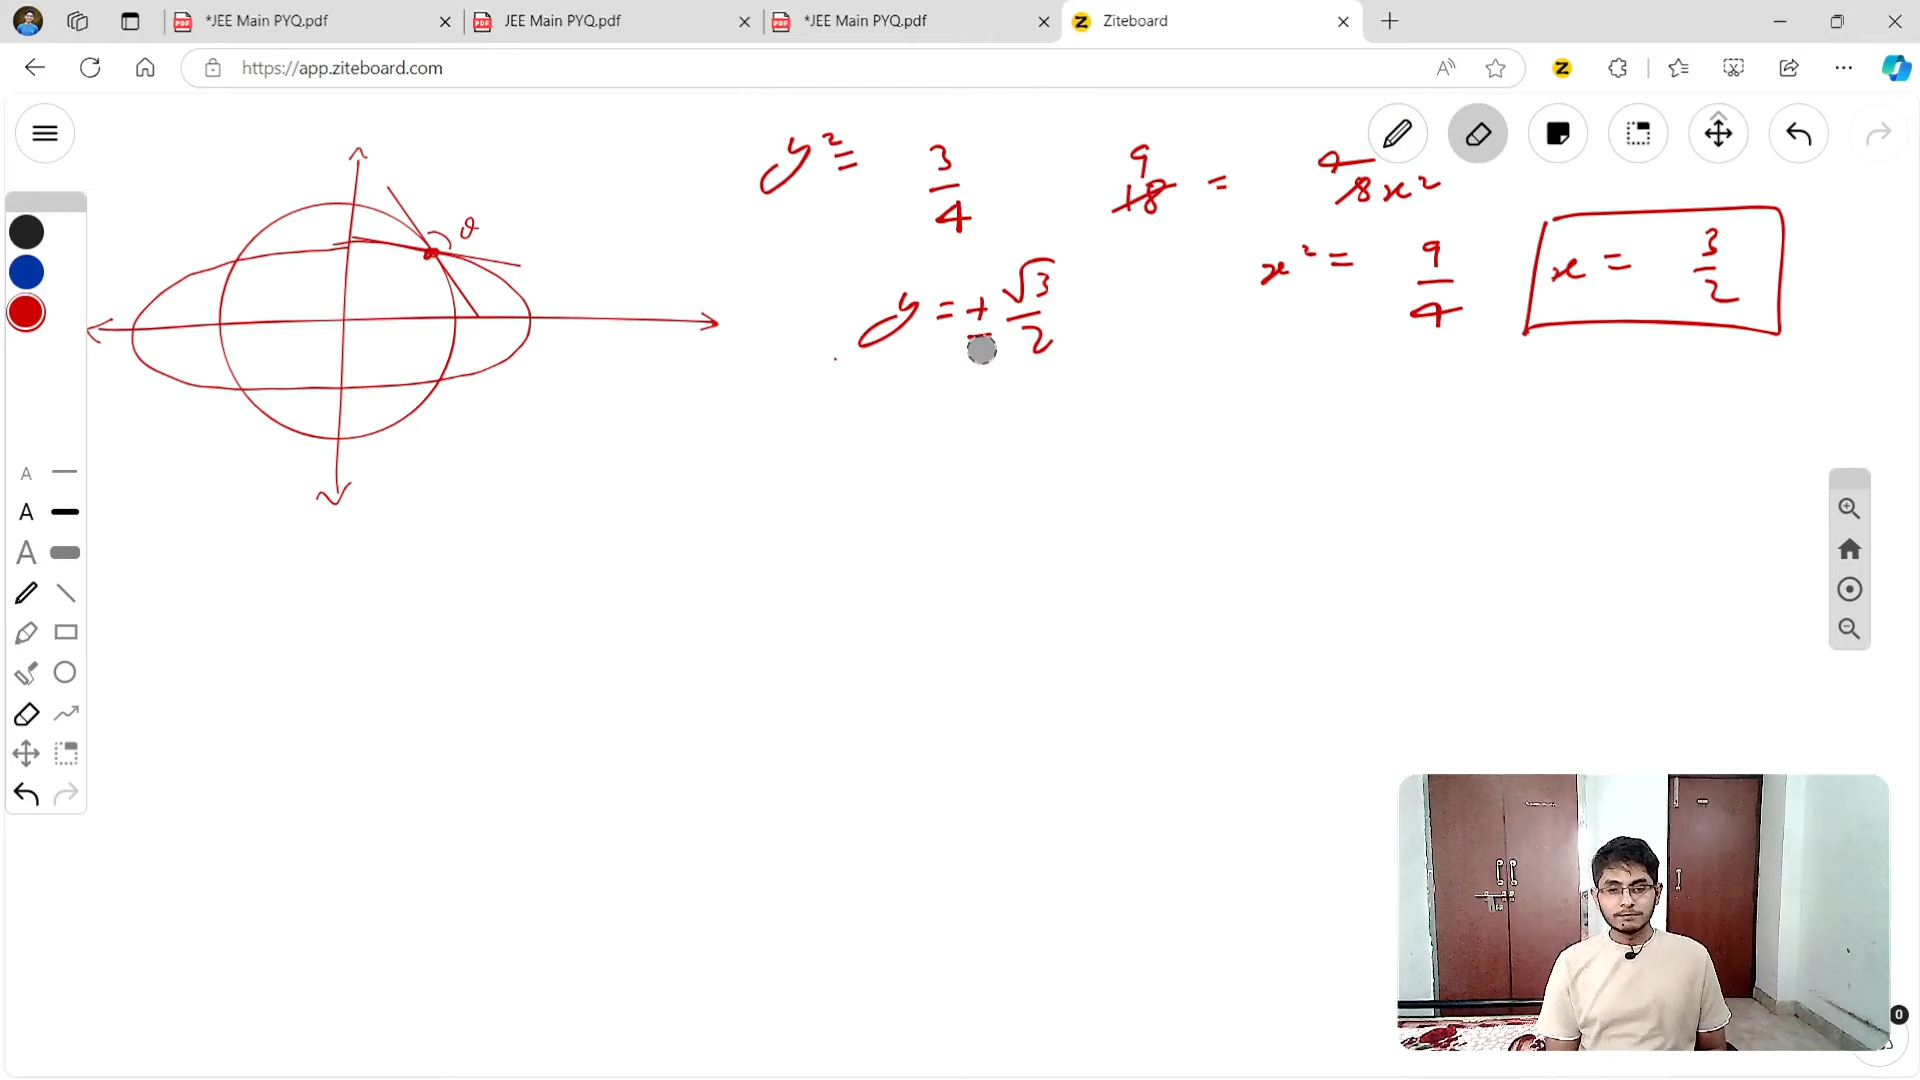 *JEE Main PYQ.pdf
JEE Main PYQ.pdf
*JEE Main PYQ.pdf
Ziteboard
https://app.ziteboard.com
y² = 3/4
9
18 = 8x²
x² = 9/4
x = 3/2
y = ± √3/2
θ
A
A
A
0